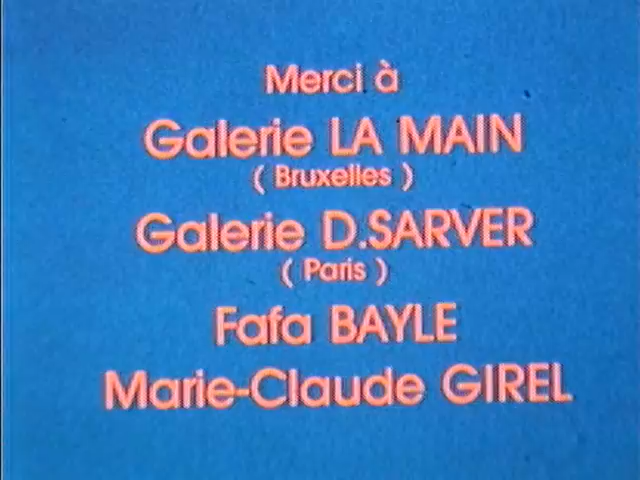 Merci à
Galerie LA MAIN
( Bruxelles )
Galerie D.SARVER
( Paris )
Fafa BAYLE
Marie-Claude GIREL